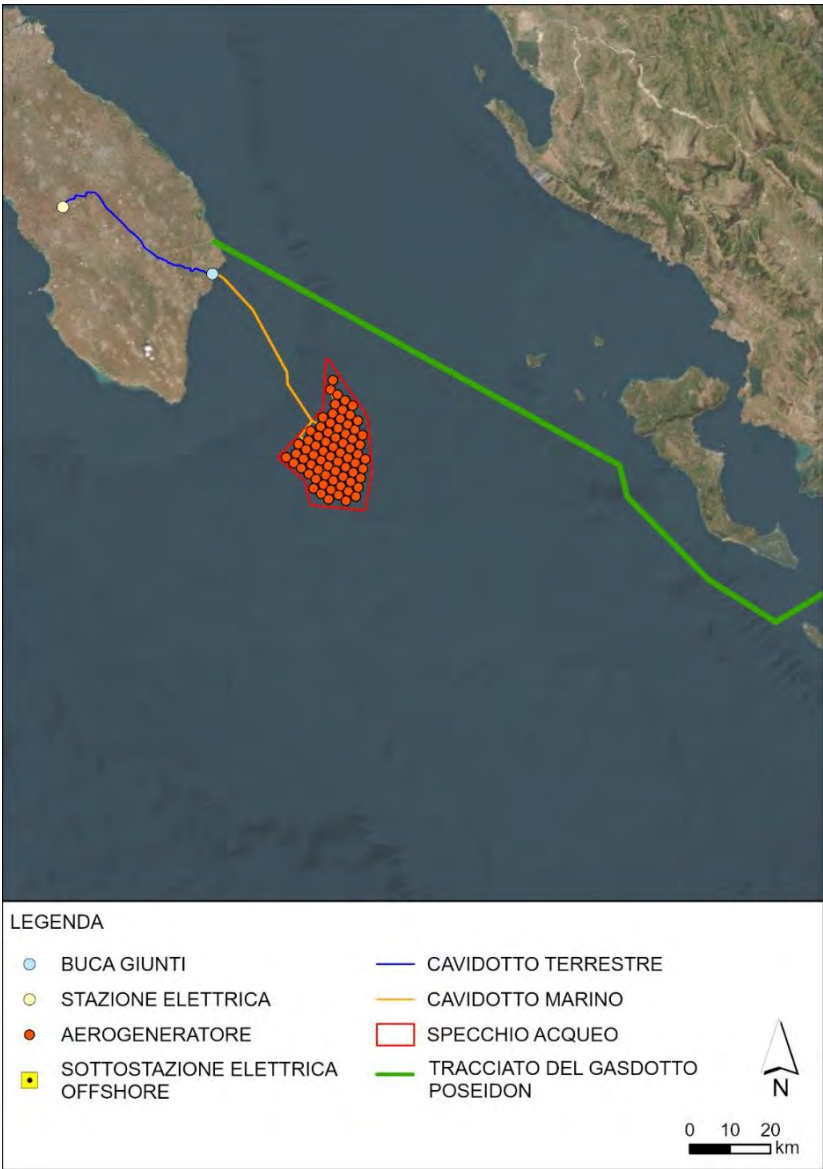 LEGENDA
BUCA GIUNTI
STAZIONE ELETTRICA
AEROGENERATORE
SOTTOSTAZIONE ELETTRICA
OFFSHORE
CAVIDOTTO TERRESTRE
CAVIDOTTO MARINO
SPECCHIO ACQUEO
TRACCIATO DEL GASDOTTO
POSEIDON
N
0 10 20
km